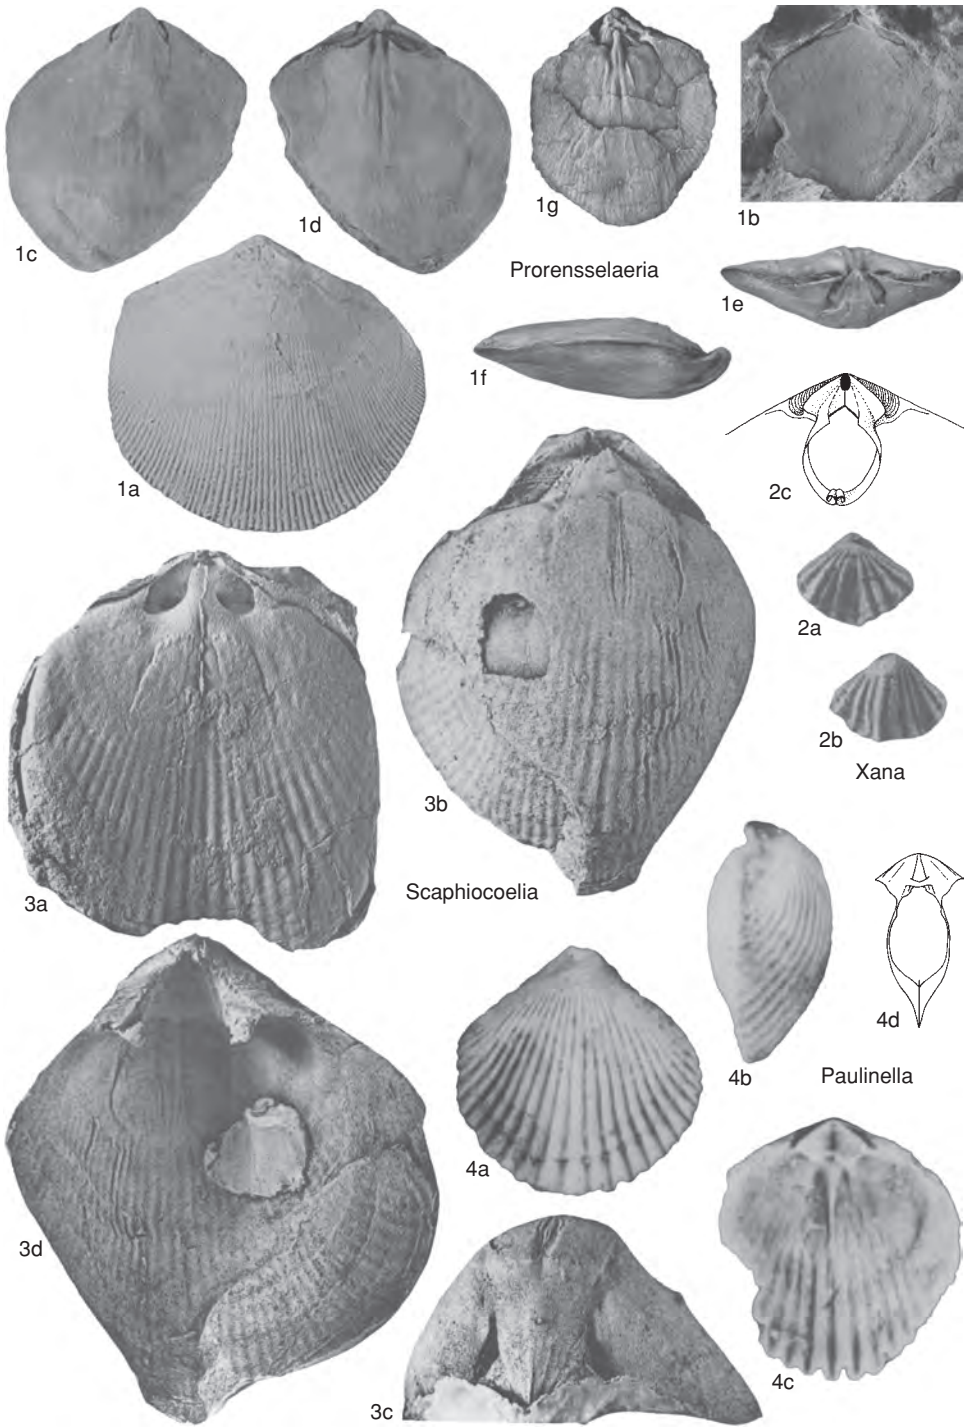 1c
1d
1g
1b
Prorensselaeria
1e
1f
1a
2c
2a
2b
Xana
3b
3a
Scaphiocoelia
4b
4d
Paulinella
4a
3d
4c
3c